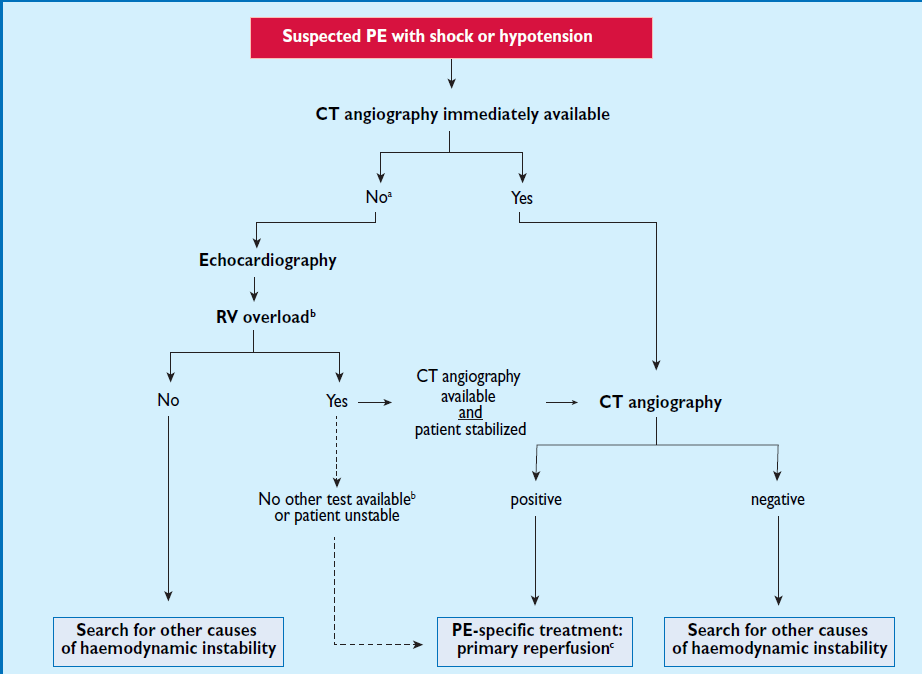 Suspected PE with shock or hypotension
CT angiography immediately available
Noᵃ
Yes
Echocardiography
RV overloadᵇ
No
Yes
CT angiography
available
and
patient stabilized
CT angiography
No other test availableᵇ
or patient unstable
positive
negative
Search for other causes
of haemodynamic instability
PE-specific treatment:
primary reperfusionᶜ
Search for other causes
of haemodynamic instability